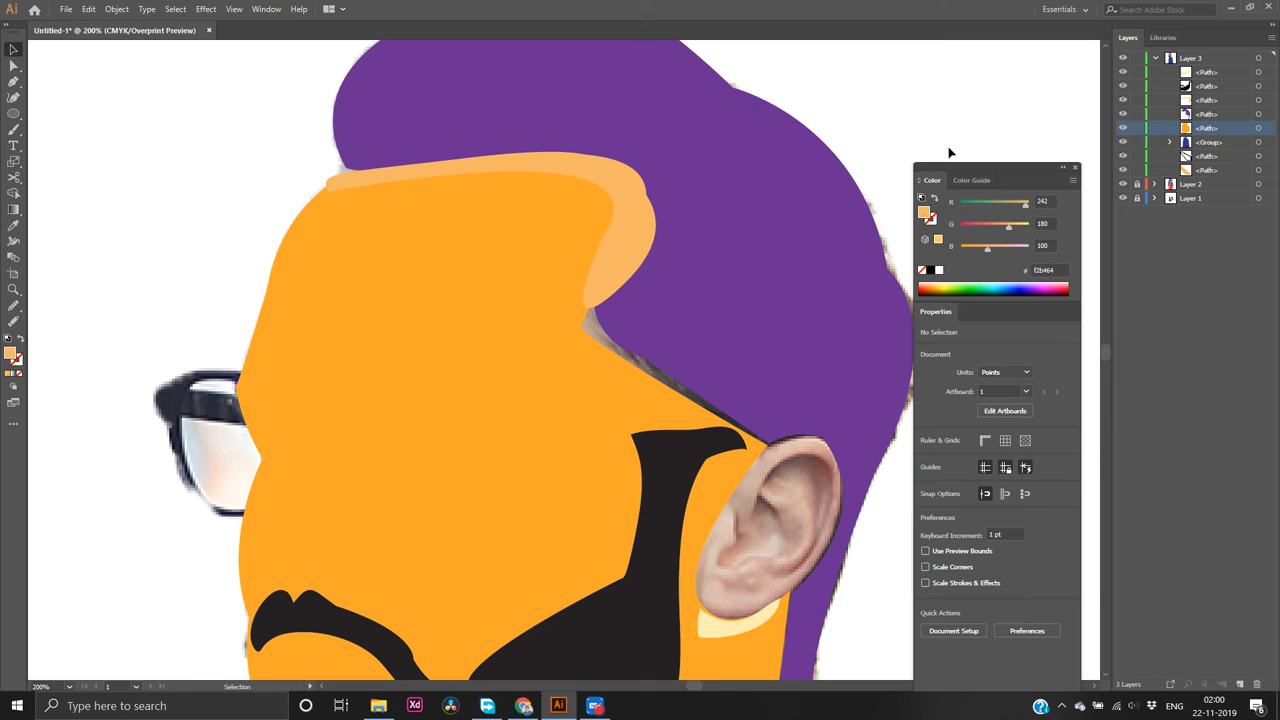 Ai File Edit Object Type Select Effect View Window Help Essentials Search Adobe Stock
Untitled-1* @ 200% (CMYK/Overprint Preview) ×
Layers Libraries
Layer 3
<Path>
<Path>
<Path>
<Path>
<Path>
<Group>
<Path>
<Path>
Layer 2
Layer 1
Color Color Guide
R 242
G 180
B 100
# f2b464
Properties
No Selection
Document
Units: Points
Artboard: 1
Edit Artboards
Ruler & Grids
Guides
Snap Options
Preferences
Keyboard Increment: 1 pt
Use Preview Bounds
Scale Corners
Scale Strokes & Effects
Quick Actions
Document Setup Preferences
200% 1 Selection 3 Layers
Type here to search Xd Ai ENG 02:00
22-11-2019 6